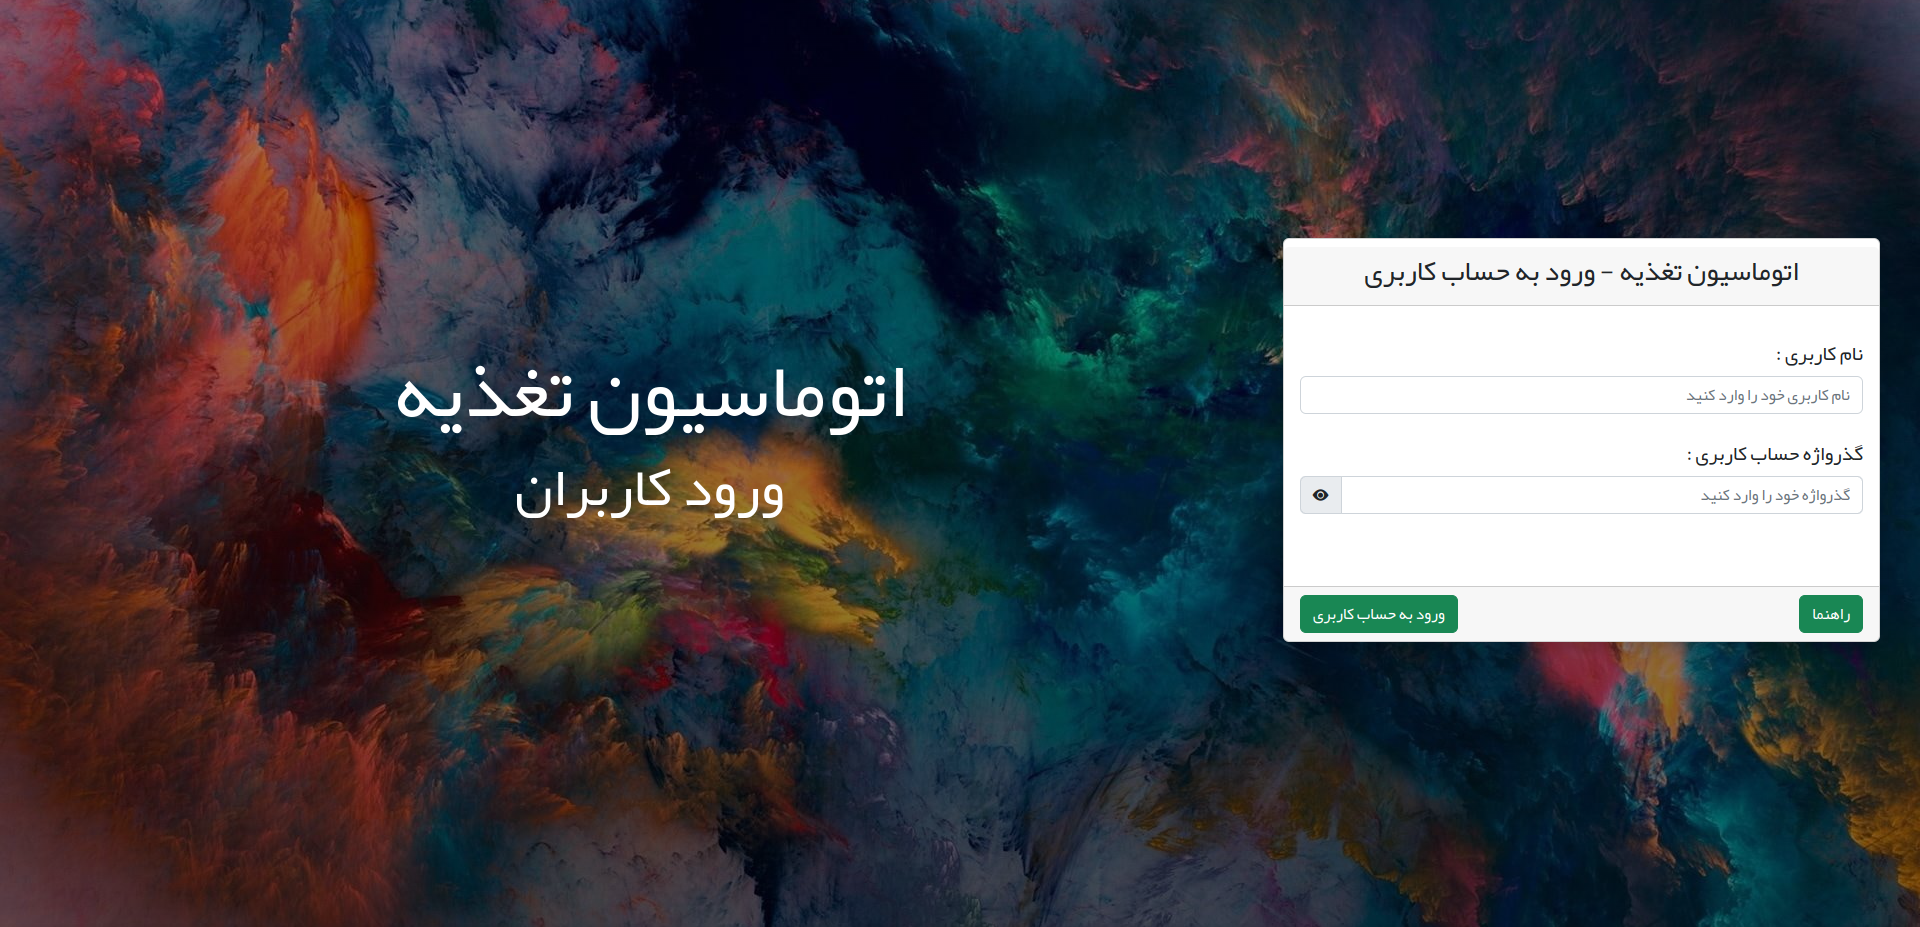 اتوماسیون تغذیه
ورود کاربران
اتوماسیون تغذیه - ورود به حساب کاربری
نام کاربری :
نام کاربری خود را وارد کنید
گذرواژه حساب کاربری :
گذرواژه خود را وارد کنید
راهنما
ورود به حساب کاربری